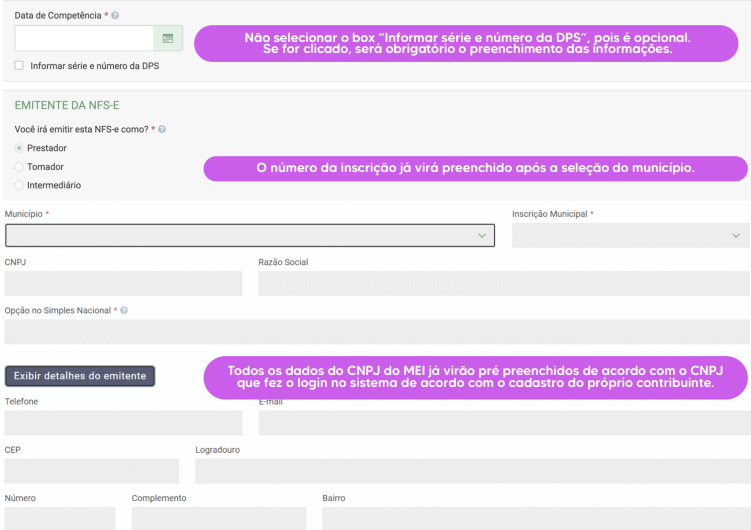 Data de Competência *
Não selecionar o box “Informar série e número da DPS”, pois é opcional.
Se for clicado, será obrigatório o preenchimento das informações.
Informar série e número da DPS
EMITENTE DA NFS-E
Você irá emitir esta NFS-e como? *
Prestador
Tomador
Intermediário
O número da inscrição já virá preenchido após a seleção do município.
Município *
Inscrição Municipal *
CNPJ
Razão Social
Opção no Simples Nacional *
Exibir detalhes do emitente
Todos os dados do CNPJ do MEI já virão pré preenchidos de acordo com o CNPJ
que fez o login no sistema de acordo com o cadastro do próprio contribuinte.
Telefone
E-mail
CEP
Logradouro
Número
Complemento
Bairro